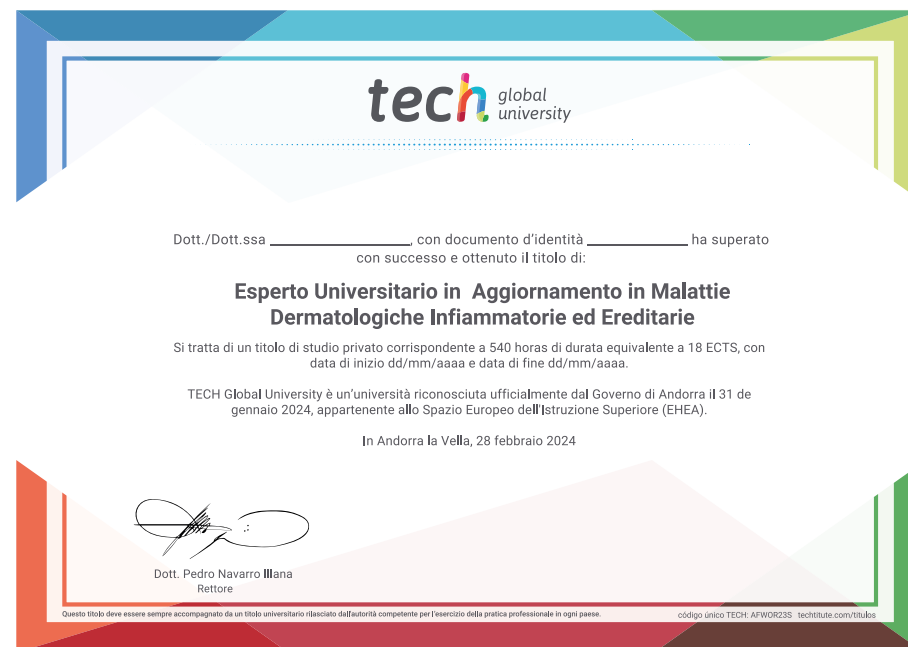 tech global university
Dott./Dott.ssa ________________, con documento d'identità ____________ ha superato
con successo e ottenuto il titolo di:
Esperto Universitario in Aggiornamento in Malattie
Dermatologiche Infiammatorie ed Ereditarie
Si tratta di un titolo di studio privato corrispondente a 540 horas di durata equivalente a 18 ECTS, con
data di inizio dd/mm/aaaa e data di fine dd/mm/aaaa.
TECH Global University è un'università riconosciuta ufficialmente dal Governo di Andorra il 31 de
gennaio 2024, appartenente allo Spazio Europeo dell'Istruzione Superiore (EHEA).
In Andorra la Vella, 28 febbraio 2024
Dott. Pedro Navarro Illana
Rettore
Questo titolo deve essere sempre accompagnato da un titolo universitario rilasciato dall'autorità competente per l'esercizio della pratica professionale in ogni paese.
código único TECH: AFWOR23S techtitute.com/titulos